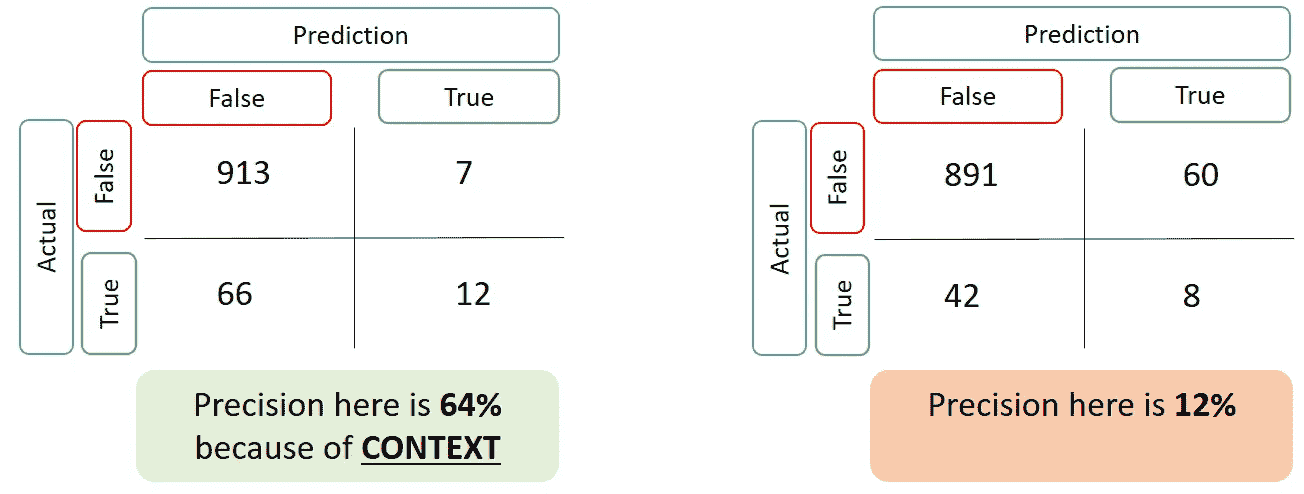 Prediction
False True
Actual
False
913 7
True
66 12
Precision here is 64%
because of CONTEXT
Prediction
False True
Actual
False
891 60
True
42 8
Precision here is 12%